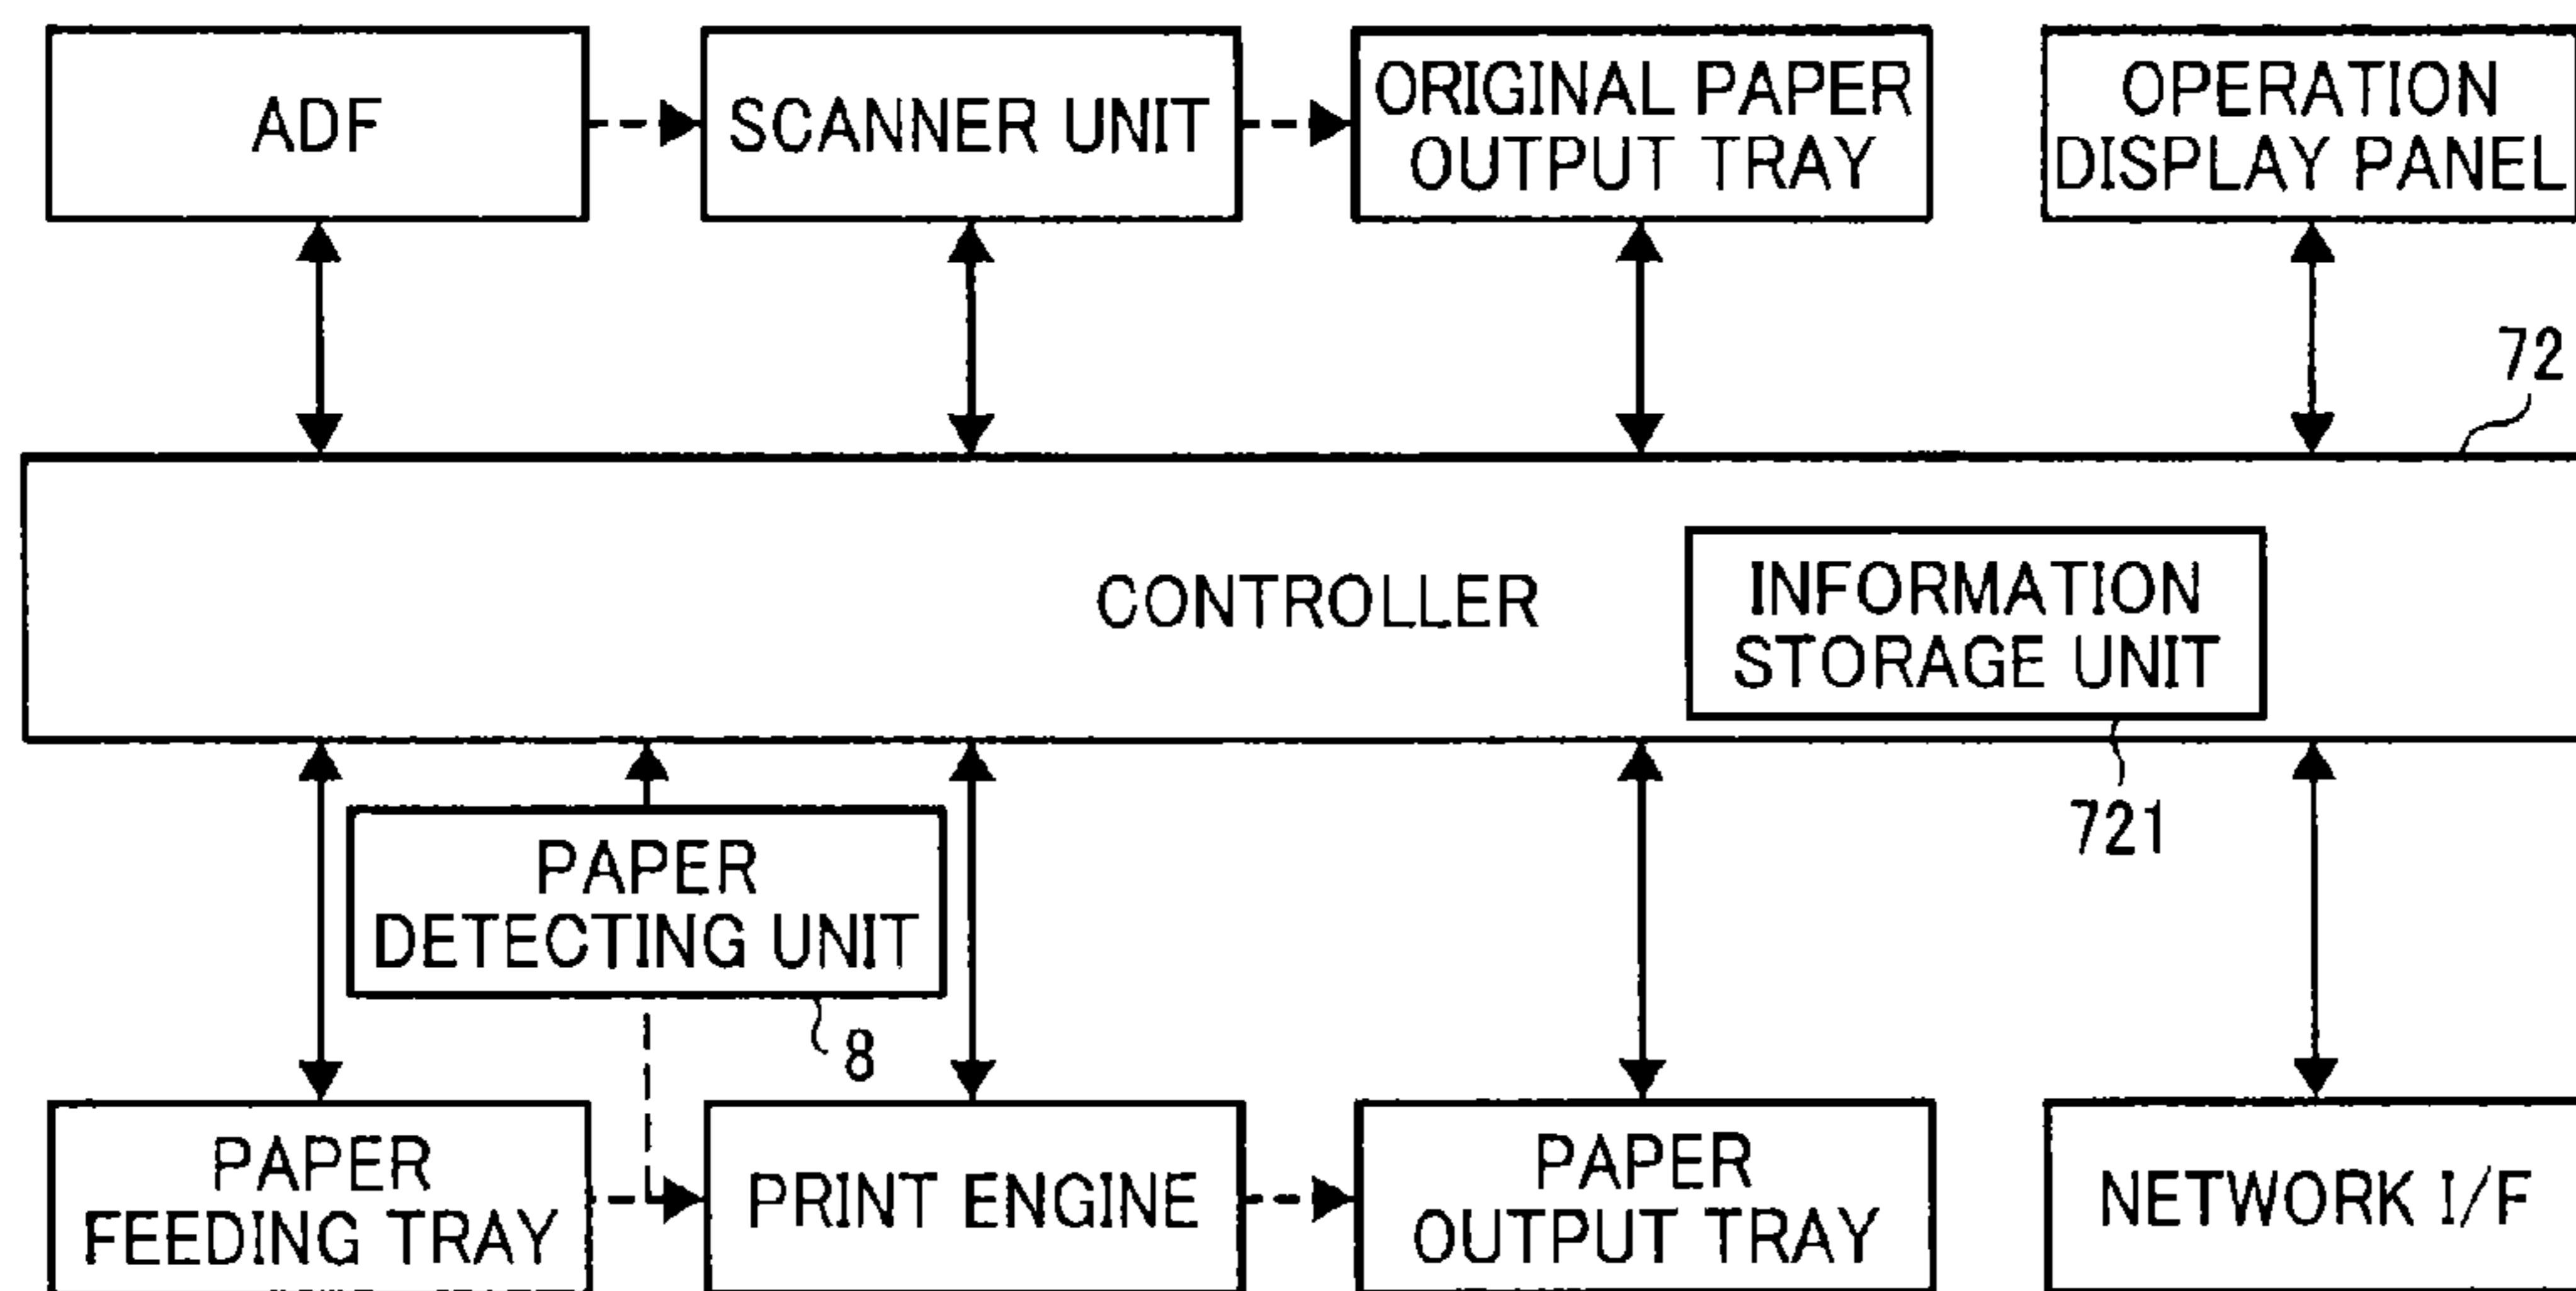 ADF
SCANNER UNIT
ORIGINAL PAPER
OUTPUT TRAY
OPERATION
DISPLAY PANEL
72
CONTROLLER
INFORMATION
STORAGE UNIT
721
PAPER
DETECTING UNIT
8
PAPER
FEEDING TRAY
PRINT ENGINE
PAPER
OUTPUT TRAY
NETWORK I/F